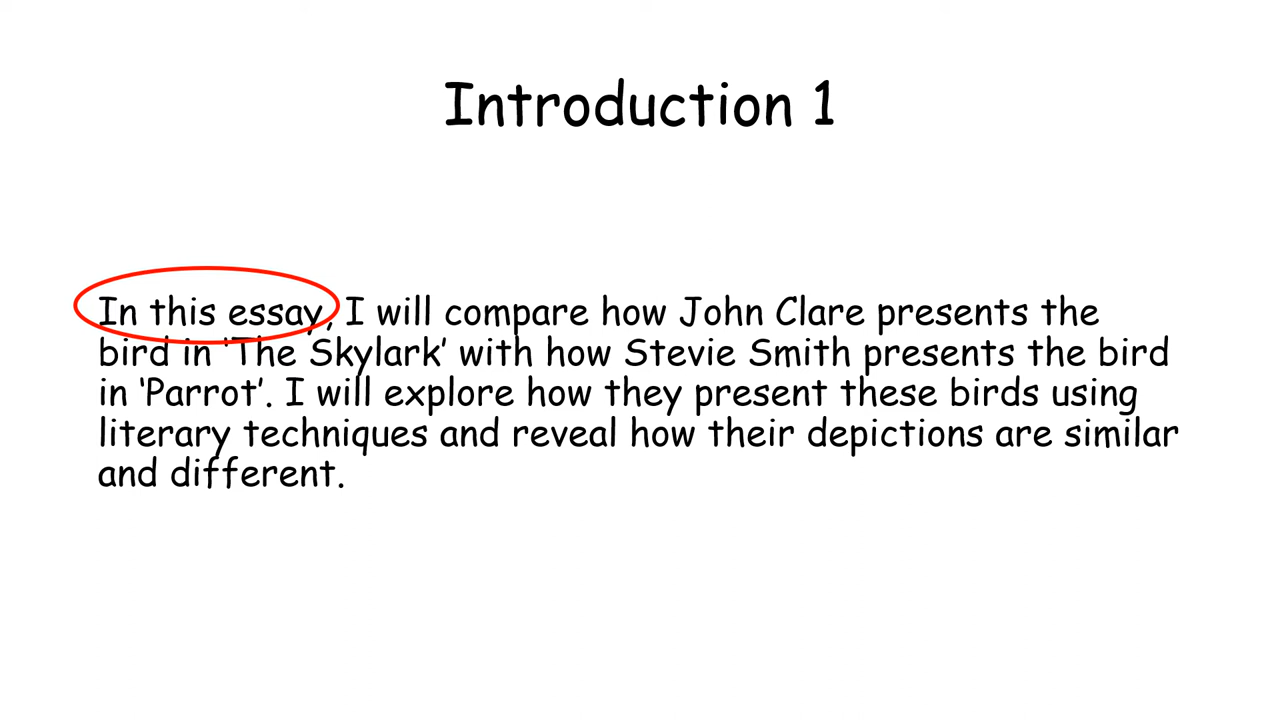 Introduction 1
In this essay, I will compare how John Clare presents the
bird in ‘The Skylark’ with how Stevie Smith presents the bird
in ‘Parrot’. I will explore how they present these birds using
literary techniques and reveal how their depictions are similar
and different.